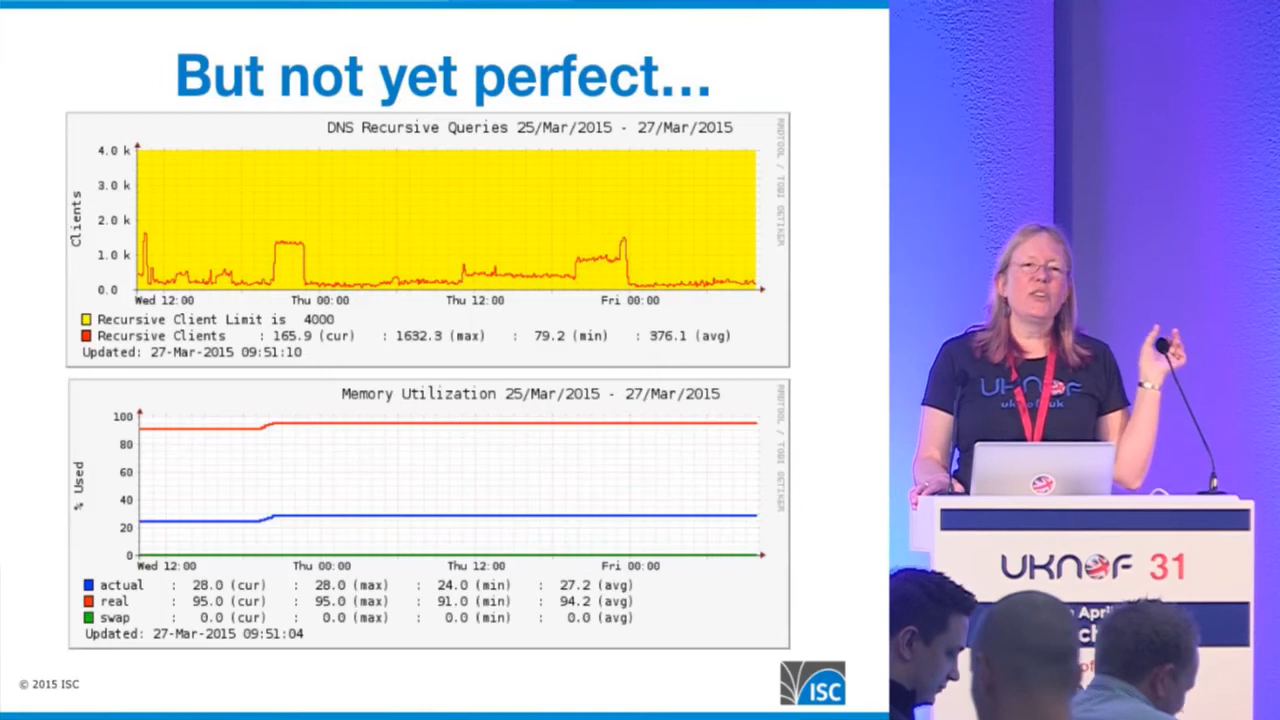 But not yet perfect...
DNS Recursive Queries 25/Mar/2015 - 27/Mar/2015
RRDTOOL / TOBI OETIKER
Clients
4.0 k
3.0 k
2.0 k
1.0 k
0.0
Wed 12:00 Thu 00:00 Thu 12:00 Fri 00:00
Recursive Client Limit is 4000
Recursive Clients : 165.9 (cur) : 1632.3 (max) : 79.2 (min) : 376.1 (avg)
Updated: 27-Mar-2015 09:51:10
Memory Utilization 25/Mar/2015 - 27/Mar/2015
RRDTOOL / TOBI OETIKER
% Used
100
80
60
40
20
0
Wed 12:00 Thu 00:00 Thu 12:00 Fri 00:00
actual : 28.0 (cur) : 28.0 (max) : 24.0 (min) : 27.2 (avg)
real : 95.0 (cur) : 95.0 (max) : 91.0 (min) : 94.2 (avg)
swap : 0.0 (cur) : 0.0 (max) : 0.0 (min) : 0.0 (avg)
Updated: 27-Mar-2015 09:51:04
© 2015 ISC
ISC
UKNOF
UKNOF 31
April